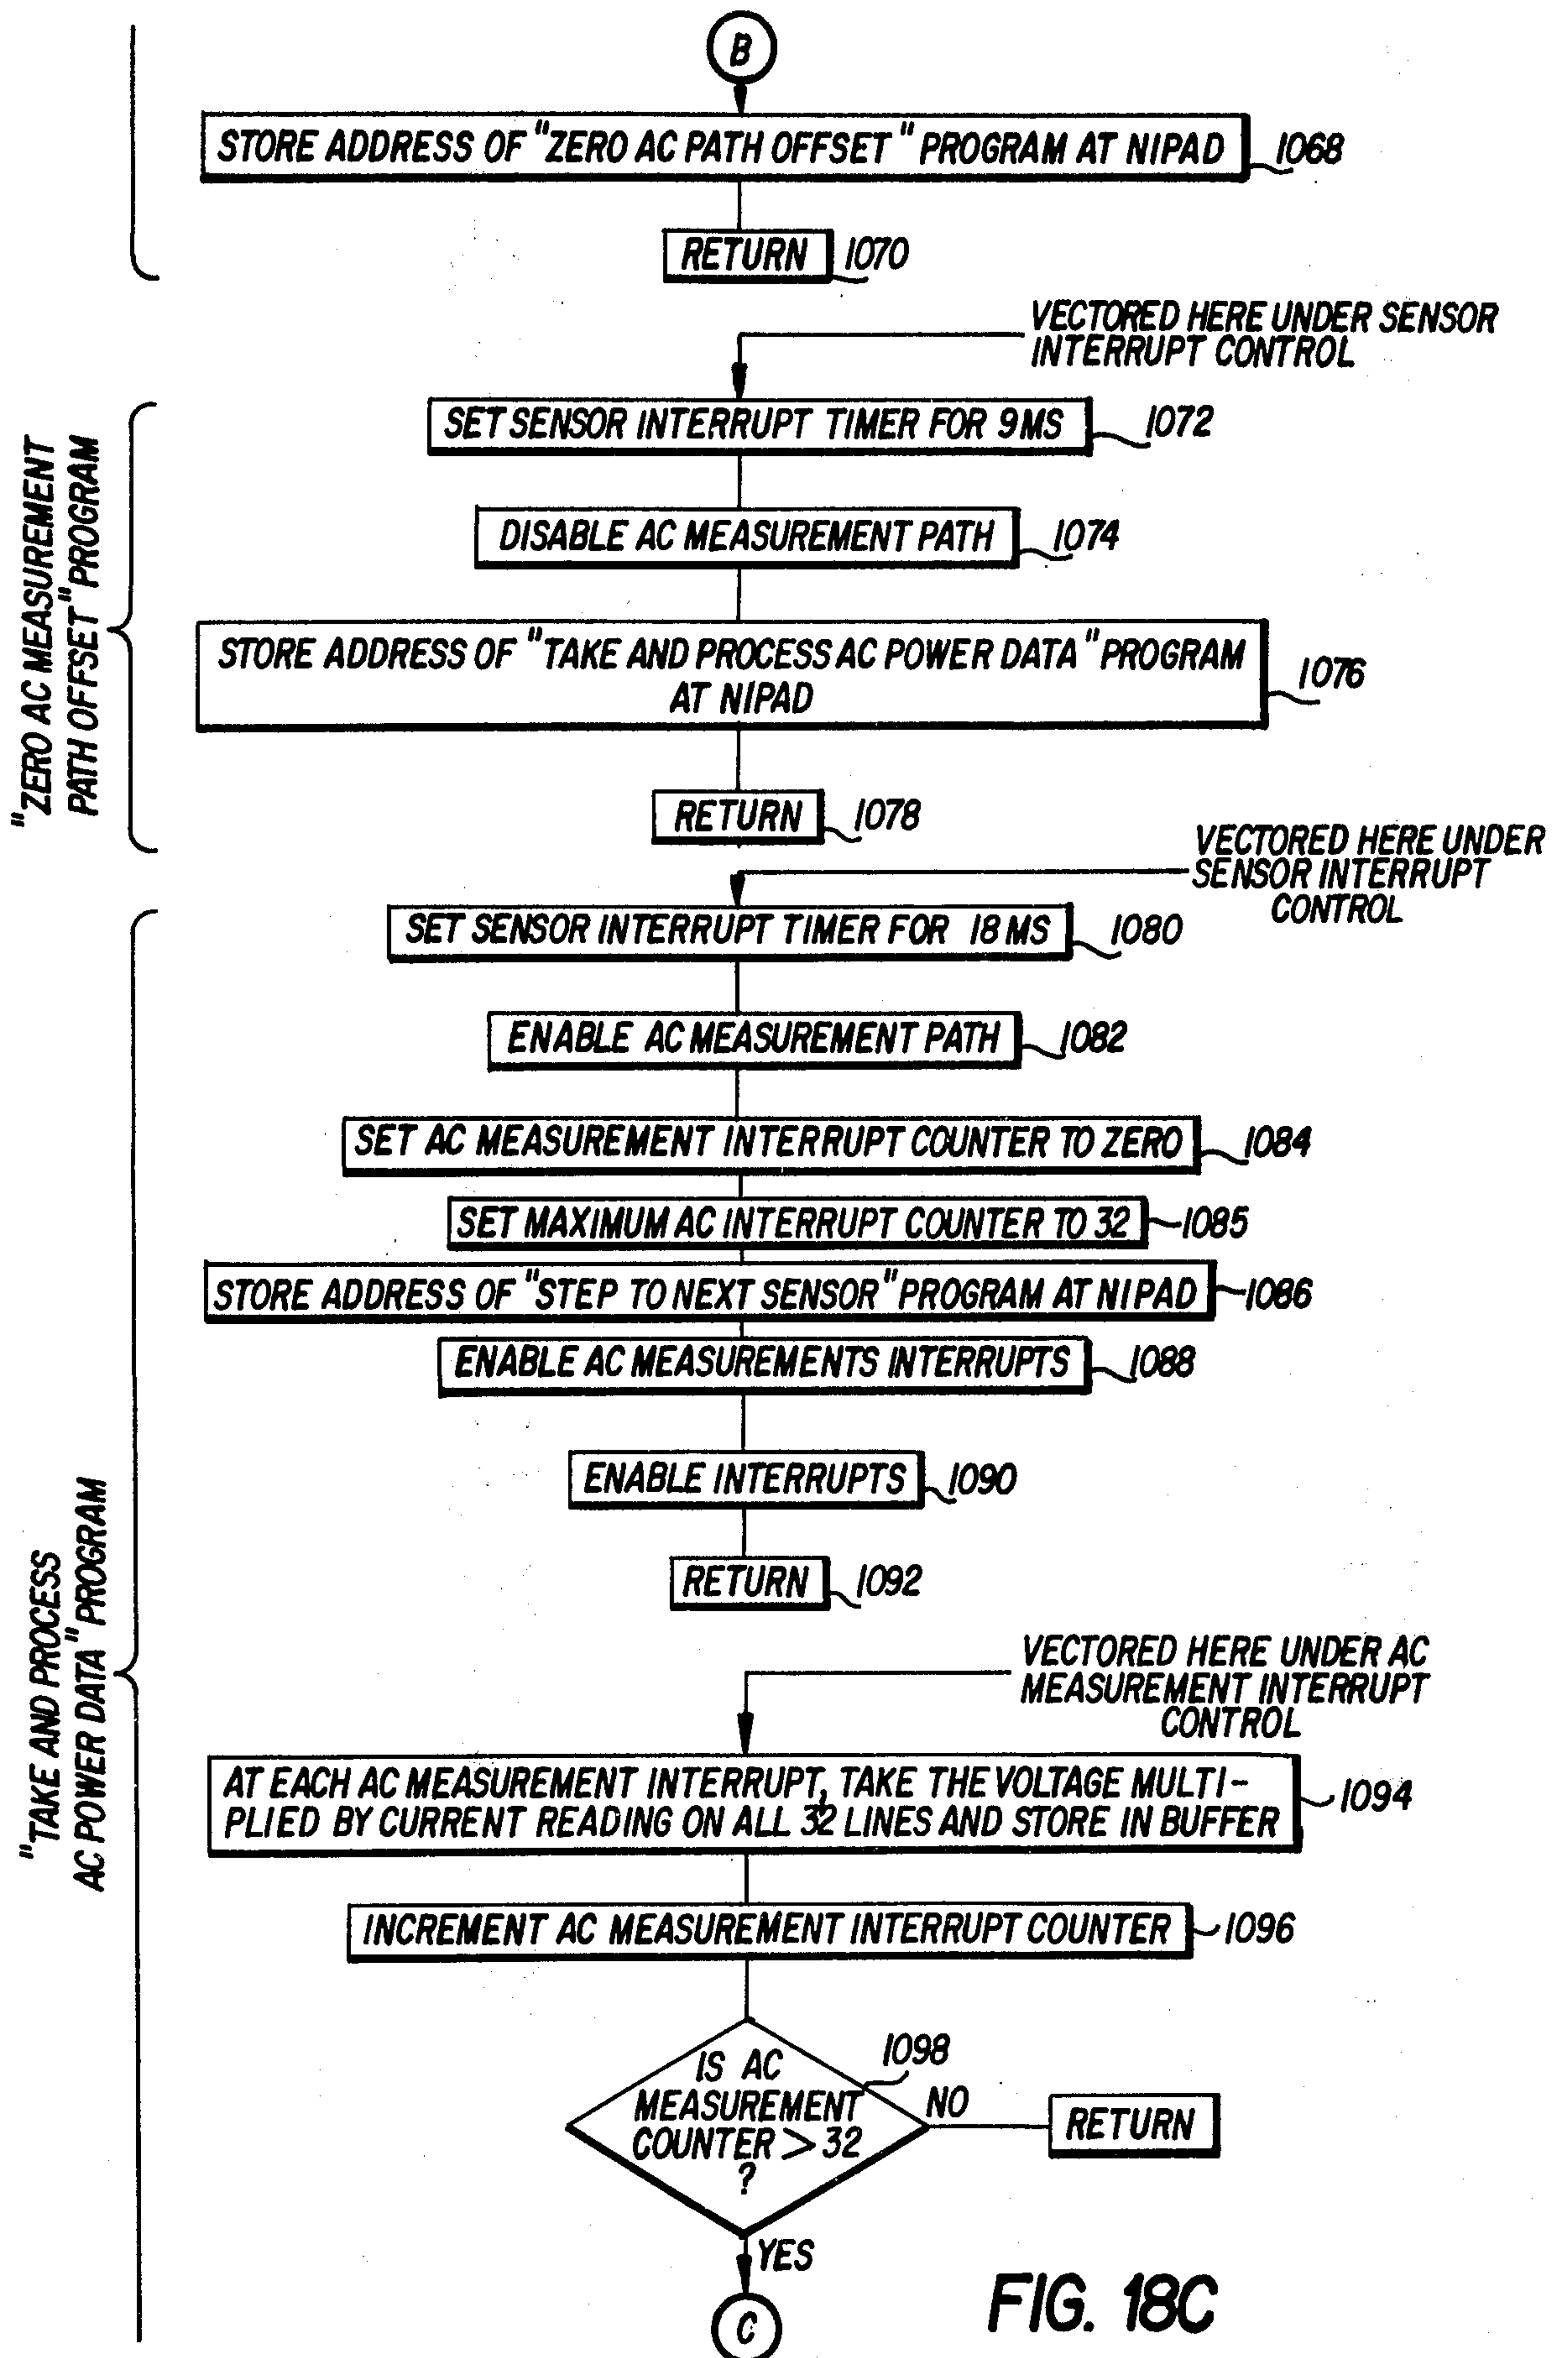 B
STORE ADDRESS OF "ZERO AC PATH OFFSET" PROGRAM AT NIPAD
1068
RETURN
1070
VECTORED HERE UNDER SENSOR
INTERRUPT CONTROL
"ZERO AC MEASUREMENT
PATH OFFSET" PROGRAM
SET SENSOR INTERRUPT TIMER FOR 9MS
1072
DISABLE AC MEASUREMENT PATH
1074
STORE ADDRESS OF "TAKE AND PROCESS AC POWER DATA" PROGRAM
AT NIPAD
1076
RETURN
1078
VECTORED HERE UNDER
SENSOR INTERRUPT
CONTROL
"TAKE AND PROCESS
AC POWER DATA" PROGRAM
SET SENSOR INTERRUPT TIMER FOR 18 MS
1080
ENABLE AC MEASUREMENT PATH
1082
SET AC MEASUREMENT INTERRUPT COUNTER TO ZERO
1084
SET MAXIMUM AC INTERRUPT COUNTER TO 32
1085
STORE ADDRESS OF "STEP TO NEXT SENSOR" PROGRAM AT NIPAD
1086
ENABLE AC MEASUREMENTS INTERRUPTS
1088
ENABLE INTERRUPTS
1090
RETURN
1092
VECTORED HERE UNDER AC
MEASUREMENT INTERRUPT
CONTROL
AT EACH AC MEASUREMENT INTERRUPT, TAKE THE VOLTAGE MULTI-
PLIED BY CURRENT READING ON ALL 32 LINES AND STORE IN BUFFER
1094
INCREMENT AC MEASUREMENT INTERRUPT COUNTER
1096
IS AC
MEASUREMENT
COUNTER > 32
?
1098
NO
RETURN
YES
C
FIG. 18C